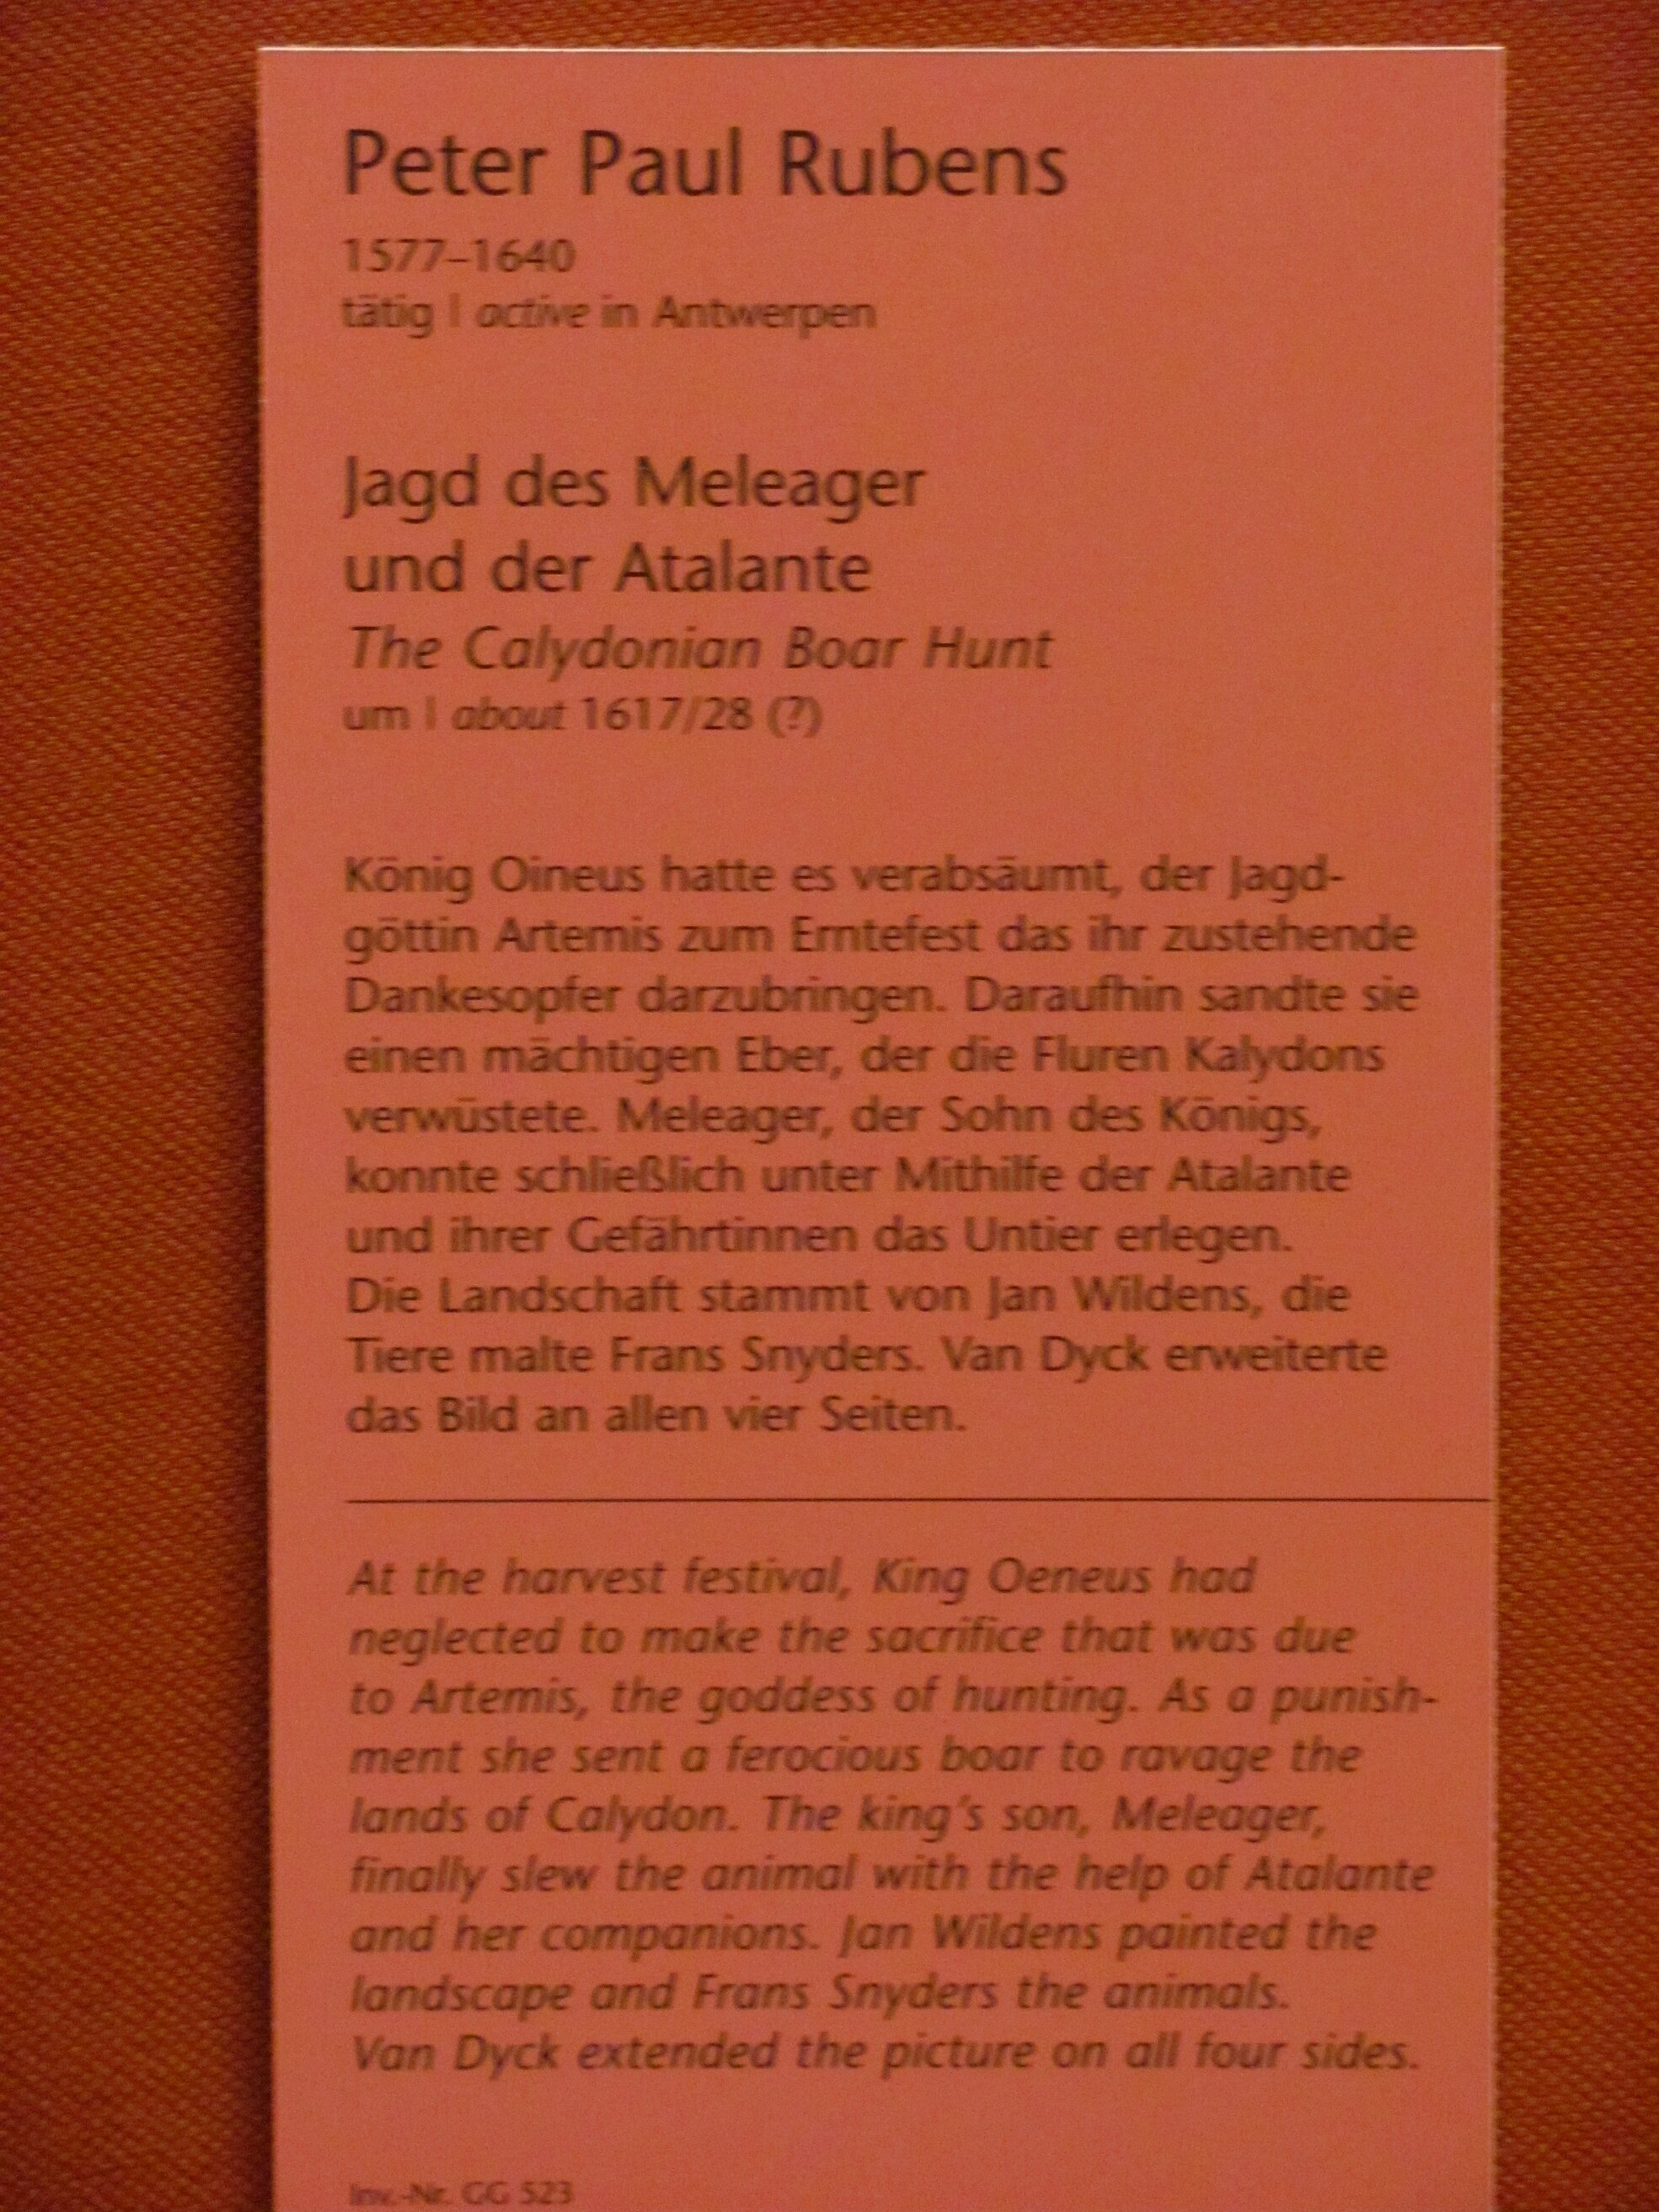 Peter Paul Rubens
1577–1640
tätig | active in Antwerpen
Jagd des Meleager
und der Atalante
The Calydonian Boar Hunt
um | about 1617/28 (?)
König Oineus hatte es verabsäumt, der Jagd-
göttin Artemis zum Erntefest das ihr zustehende
Dankesopfer darzubringen. Daraufhin sandte sie
einen mächtigen Eber, der die Fluren Kalydons
verwüstete. Meleager, der Sohn des Königs,
konnte schließlich unter Mithilfe der Atalante
und ihrer Gefährtinnen das Untier erlegen.
Die Landschaft stammt von Jan Wildens, die
Tiere malte Frans Snyders. Van Dyck erweiterte
das Bild an allen vier Seiten.
At the harvest festival, King Oeneus had
neglected to make the sacrifice that was due
to Artemis, the goddess of hunting. As a punish-
ment she sent a ferocious boar to ravage the
lands of Calydon. The king's son, Meleager,
finally slew the animal with the help of Atalante
and her companions. Jan Wildens painted the
landscape and Frans Snyders the animals.
Van Dyck extended the picture on all four sides.
Inv.-Nr. GG 523